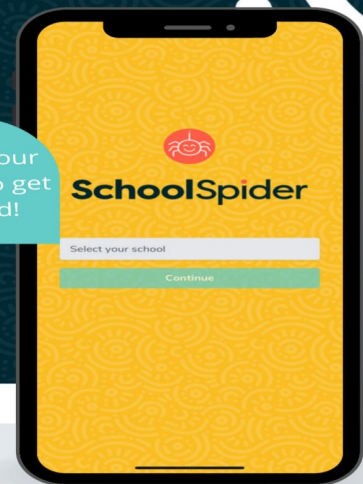 our
o get
d!
SchoolSpider
Select your school
Continue